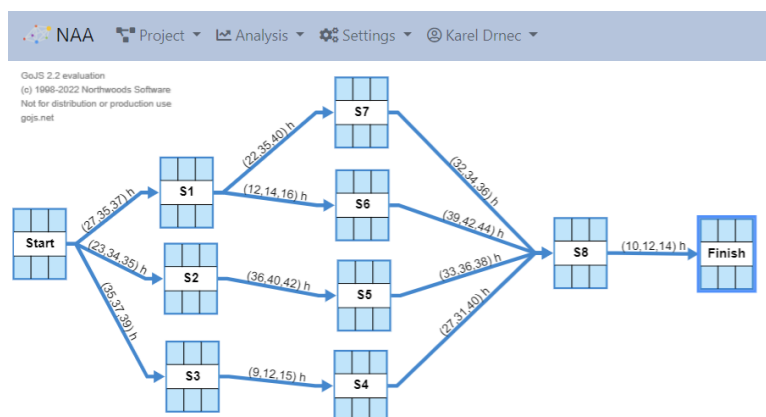 NAA Project Analysis Settings Karel Drnec
GoJS 2.2 evaluation
(c) 1998-2022 Northwoods Software
Not for distribution or production use
gojs.net
S7
(22,35,40) h
(32,34,36) h
S1
(12,14,16) h
S6
(27,35,37) h
(39,42,44) h
Start
(23,34,35) h
S8
(10,12,14) h
Finish
S2
(36,40,42) h
S5
(33,36,38) h
(35,37,39) h
(27,31,40) h
S3
(9,12,15) h
S4